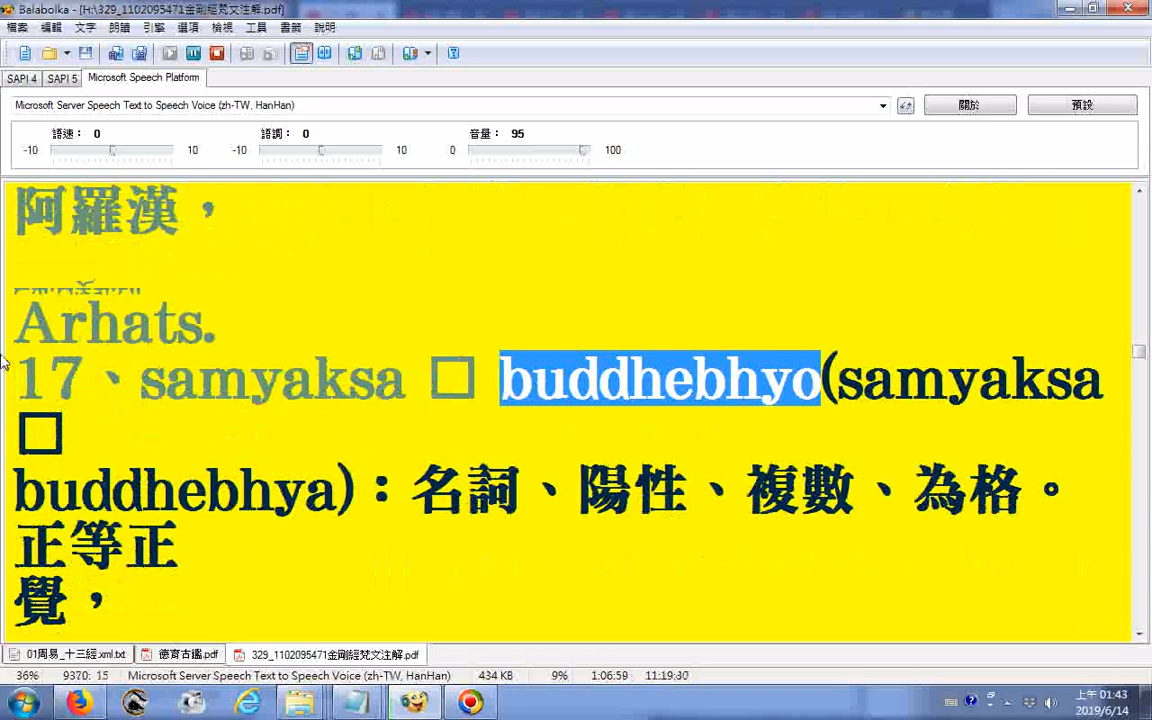 Balabolka - [H:\329_1102095471金剛經梵文注解.pdf]
檔案 編輯 文字 朗讀 引擎 選項 檢視 工具 書籤 說明
SAPI 4 SAPI 5 Microsoft Speech Platform
Microsoft Server Speech Text to Speech Voice (zh-TW, HanHan) 關於 預設
語速： 0 語調： 0 音量： 95
-10 10 -10 10 0 100
阿羅漢，
Arhats.
17、samyaksa □ buddhebhyo(samyaksa
□
buddhebhya)：名詞、陽性、複數、為格。
正等正
覺，
01周易_十三經.xml.txt 德育古鑑.pdf 329_1102095471金剛經梵文注解.pdf
36% 9370: 15 Microsoft Server Speech Text to Speech Voice (zh-TW, HanHan) 434 KB 9% 1:06:59 11:19:30
上午 01:43
2019/6/14